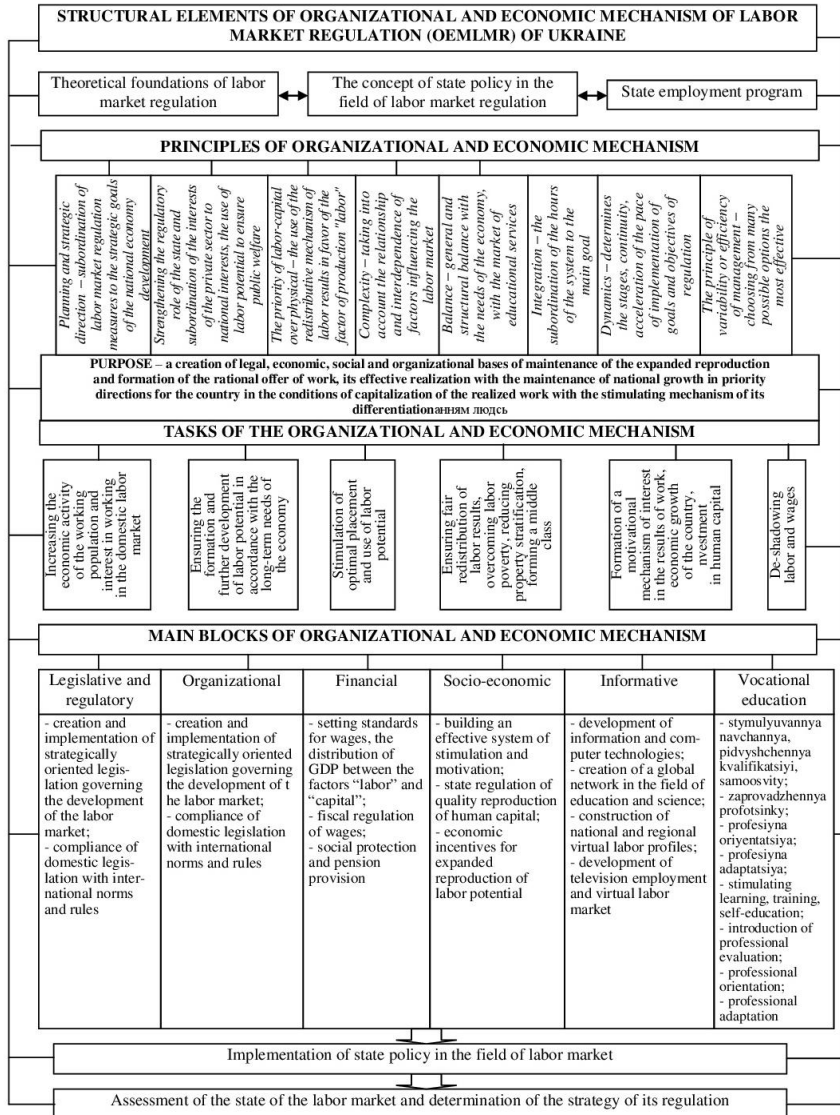 STRUCTURAL ELEMENTS OF ORGANIZATIONAL AND ECONOMIC MECHANISM OF LABOR
MARKET REGULATION (OEMLMR) OF UKRAINE
Theoretical foundations of labor
market regulation
The concept of state policy in the
field of labor market regulation
State employment program
PRINCIPLES OF ORGANIZATIONAL AND ECONOMIC MECHANISM
Planning and strategic
direction – subordination of
labor market regulation
measures to the strategic goals
of the national economy
development
Strengthening the regulatory
role of the state and
subordination of the interests
of the private sector to
national interests, the use of
labor potential to ensure
public welfare
The priority of labor-capital
over physical – the use of the
redistributive mechanism of
labor results in favor of the
factor of production "labor"
Complexity – taking into
account the relationship
and interdependence of
factors influencing the
labor market
Balance – general and
structural balance with
the needs of the economy,
with the market of
educational services
Integration – the
subordination of the hours
of the system to the
main goal
Dynamics – determines
the stages, continuity,
acceleration of the pace
of implementation of
goals and objectives of
regulation
The principle of
variability or efficiency
of management –
choosing from many
possible options the
most effective
PURPOSE – a creation of legal, economic, social and organizational bases of maintenance of the expanded reproduction
and formation of the rational offer of work, its effective realization with the maintenance of national growth in priority
directions for the country in the conditions of capitalization of the realized work with the stimulating mechanism of its
differentiationанням людсь
TASKS OF THE ORGANIZATIONAL AND ECONOMIC MECHANISM
Increasing the
economic activity
of the working
population and
interest in working
in the domestic labor
market
Ensuring the
formation and
further development
of labor potential in
accordance with the
long-term needs of
the economy
Stimulation of
optimal placement
and use of labor
potential
Ensuring fair
redistribution of
labor results,
overcoming labor
poverty, reducing
property stratification,
forming a middle
class
Formation of a
motivational
mechanism of interest
in the results of work,
economic growth
of the country,
nvestment
in human capital
De-shadowing
labor and wages
MAIN BLOCKS OF ORGANIZATIONAL AND ECONOMIC MECHANISM
Legislative and
regulatory
- creation and
implementation of
strategically
oriented legis-
lation governing
the development
of the labor
market;
- compliance of
domestic legis-
lation with inter-
national norms
and rules
Organizational
- creation and
implementation of
strategically oriented
legislation governing
the development of t
he labor market;
- compliance of
domestic legislation
with international
norms and rules
Financial
- setting standards
for wages, the
distribution of
GDP between the
factors “labor” and
“capital”;
- fiscal regulation
of wages;
- social protection
and pension
provision
Socio-economic
- building an
effective system of
stimulation and
motivation;
- state regulation of
quality reproduction
of human capital;
- economic
incentives for
expanded
reproduction of
labor potential
Informative
- development of
information and com-
puter technologies;
- creation of a global
network in the field of
education and science;
- construction of
national and regional
virtual labor profiles;
- development of
television employment
and virtual labor
market
Vocational
education
- stymulyuvannya
navchannya,
pidvyshchennya
kvalifikatsiyi,
samoosvity;
- zaprovadzhennya
profotsinky;
- profesiyna
oriyentatsiya;
- profesiyna
adaptatsiya;
- stimulating
learning, training,
self-education;
- introduction of
professional
evaluation;
- professional
orientation;
- professional
adaptation
Implementation of state policy in the field of labor market
Assessment of the state of the labor market and determination of the strategy of its regulation